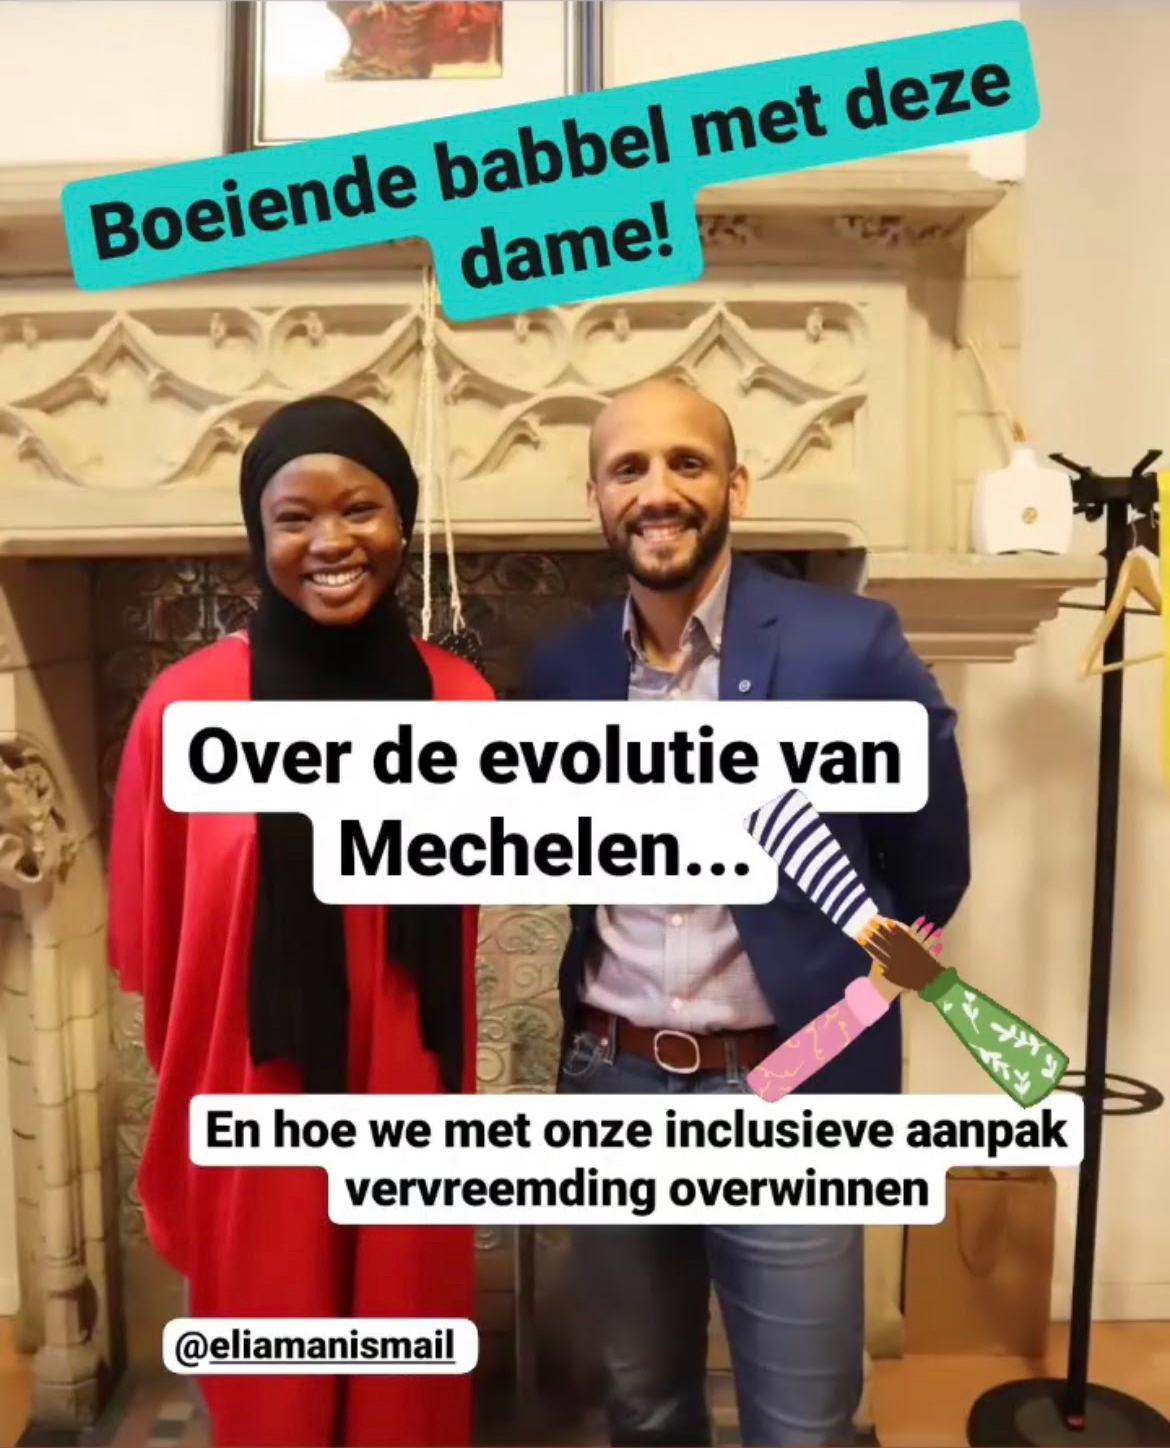 Boeiende babbel met deze
dame!
Over de evolutie van
Mechelen...
En hoe we met onze inclusieve aanpak
vervreemding overwinnen
@eliamanismail